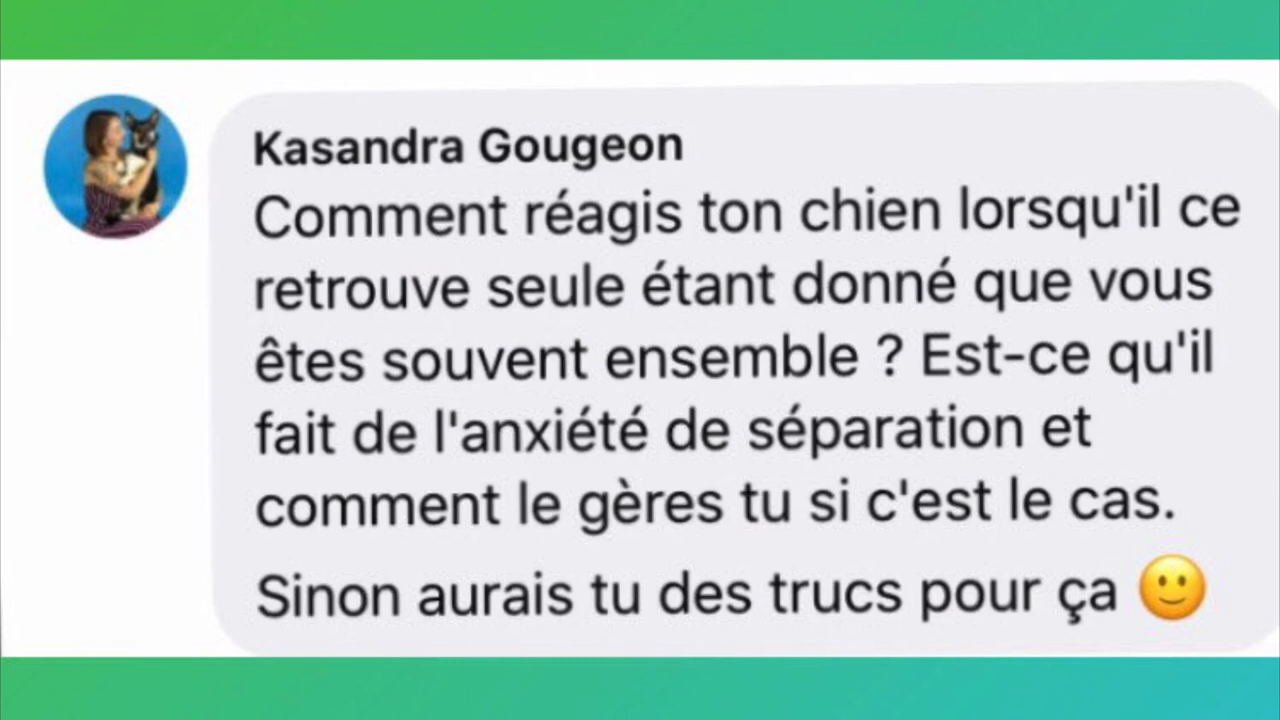 Kasandra Gougeon
Comment réagis ton chien lorsqu'il ce
retrouve seule étant donné que vous
êtes souvent ensemble ? Est-ce qu'il
fait de l'anxiété de séparation et
comment le gères tu si c'est le cas.
Sinon aurais tu des trucs pour ça 🙂